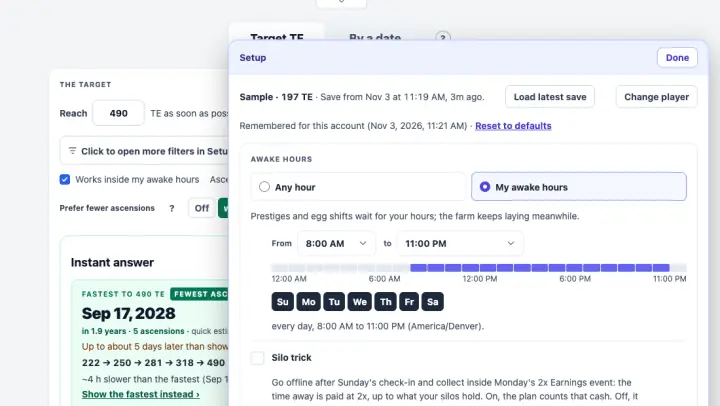 Target TE By a date ?
THE TARGET
Reach 490 TE as soon as pos
Click to open more filters in Setu
Works inside my awake hours Asc
Prefer fewer ascensions ? Off
Instant answer
FASTEST TO 490 TE FEWEST ASC
Sep 17, 2028
in 1.9 years · 5 ascensions · quick esti
Up to about 5 days later than show
222 → 250 → 281 → 318 → 490
~4 h slower than the fastest (Sep 1
Show the fastest instead ›
Setup Done
Sample · 197 TE · Save from Nov 3 at 11:19 AM, 3m ago. Load latest save Change player
Remembered for this account (Nov 3, 2026, 11:21 AM) · Reset to defaults
AWAKE HOURS
Any hour My awake hours
Prestiges and egg shifts wait for your hours; the farm keeps laying meanwhile.
From 8:00 AM to 11:00 PM
12:00 AM 6:00 AM 12:00 PM 6:00 PM 11:00 PM
Su Mo Tu We Th Fr Sa
every day, 8:00 AM to 11:00 PM (America/Denver).
Silo trick
Go offline after Sunday's check-in and collect inside Monday's 2x Earnings event: the
time away is paid at 2x, up to what your silos hold. On, the plan counts that cash. Off, it